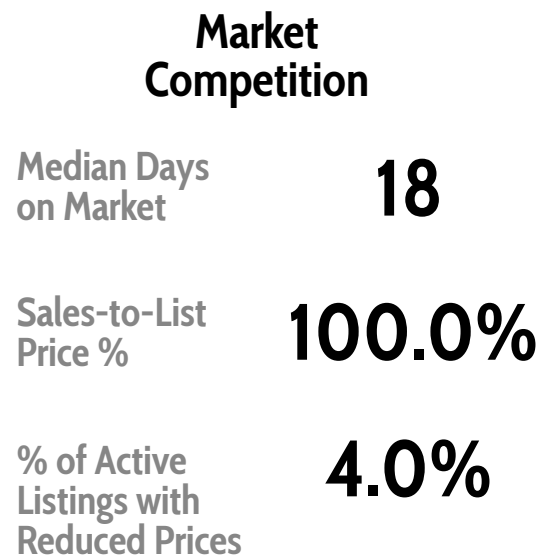 Market
Competition
Median Days
on Market
18
Sales-to-List
Price %
100.0%
% of Active
Listings with
Reduced Prices
4.0%